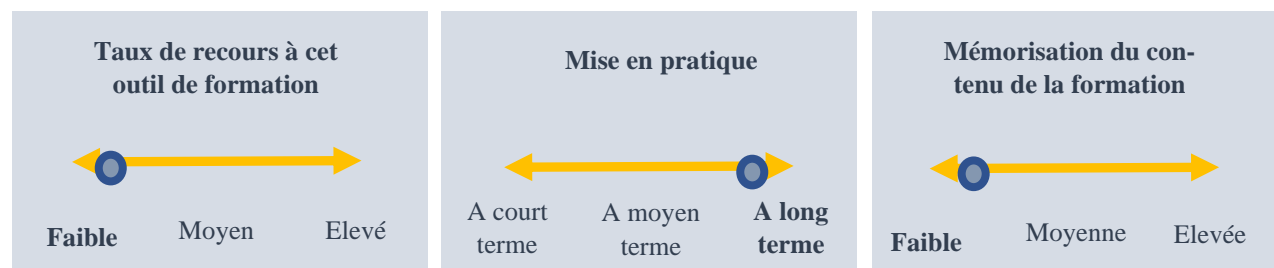 Taux de recours à cet
outil de formation
Faible Moyen Elevé
Mise en pratique
A court
terme
A moyen
terme
A long
terme
Mémorisation du con-
tenu de la formation
Faible Moyenne Elevée